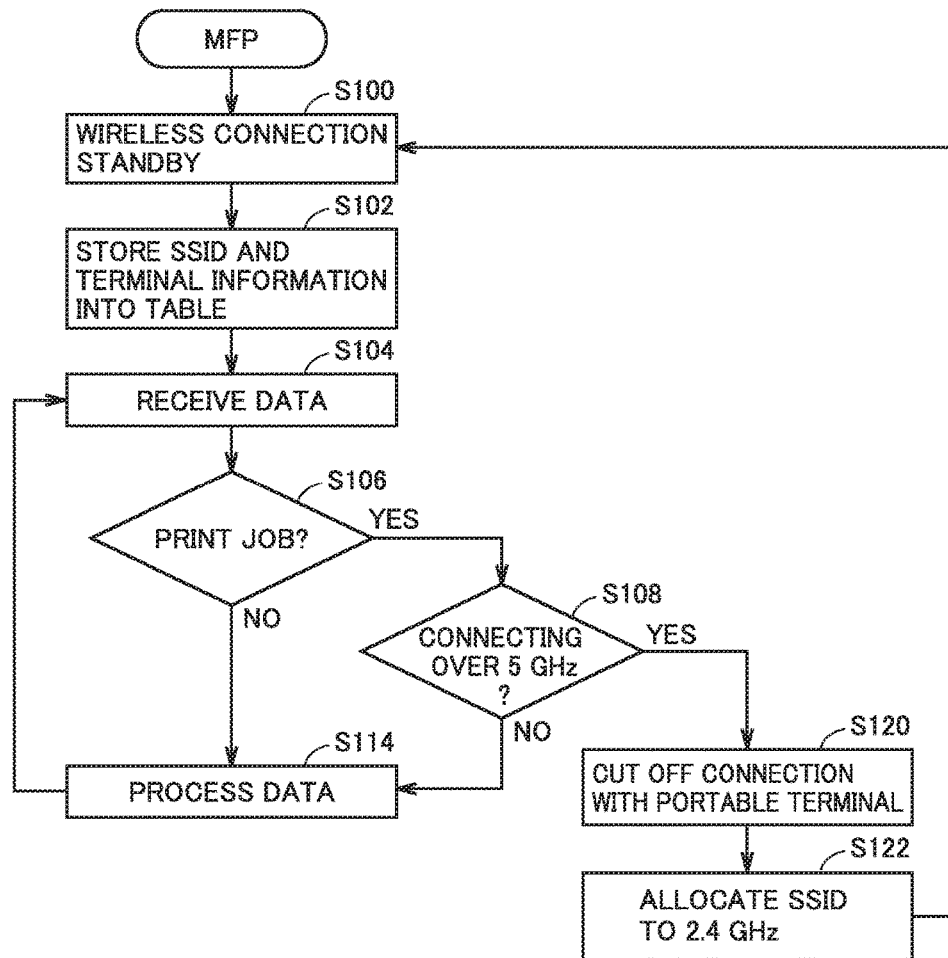 MFP
S100
WIRELESS CONNECTION
STANDBY
S102
STORE SSID AND
TERMINAL INFORMATION
INTO TABLE
S104
RECEIVE DATA
S106
PRINT JOB?
YES
NO
S108
CONNECTING
OVER 5 GHz
?
YES
NO
S114
PROCESS DATA
S120
CUT OFF CONNECTION
WITH PORTABLE TERMINAL
S122
ALLOCATE SSID
TO 2.4 GHz